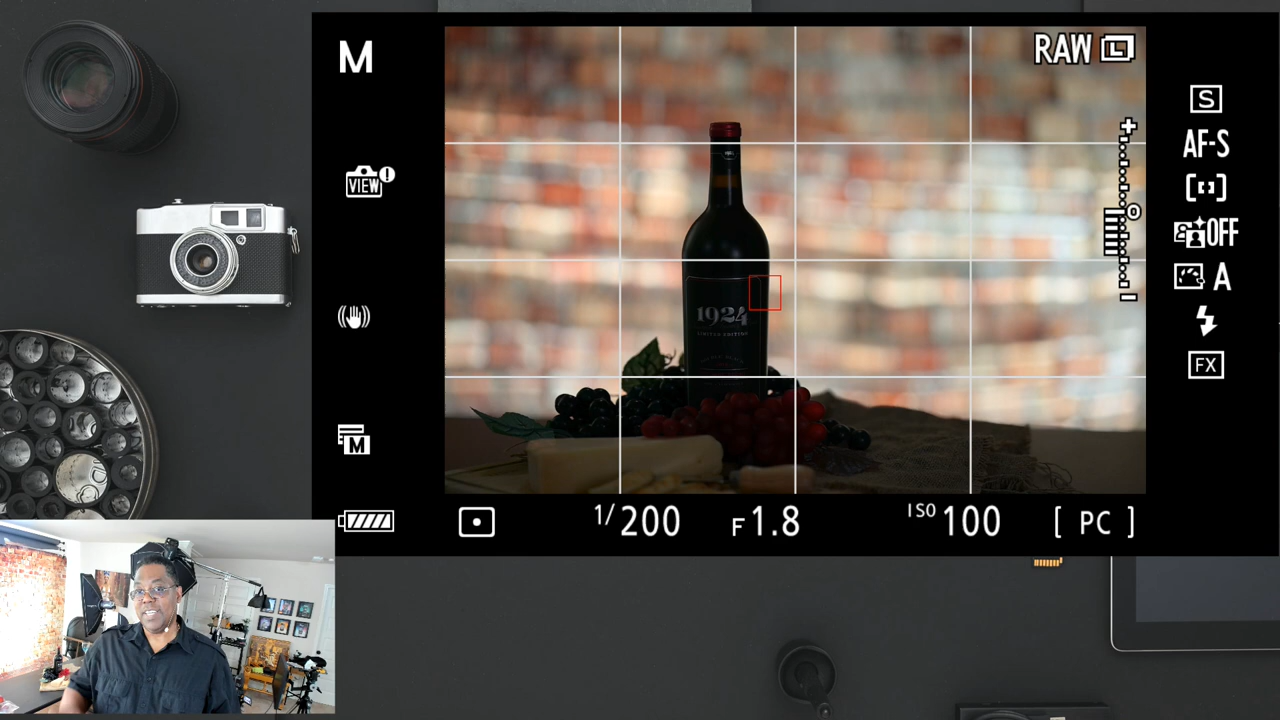 M
RAW L
VIEW
S
AF-S
OFF
A
FX
1924
LIMITED EDITION
M
1/200 F1.8 ISO 100 [ PC ]